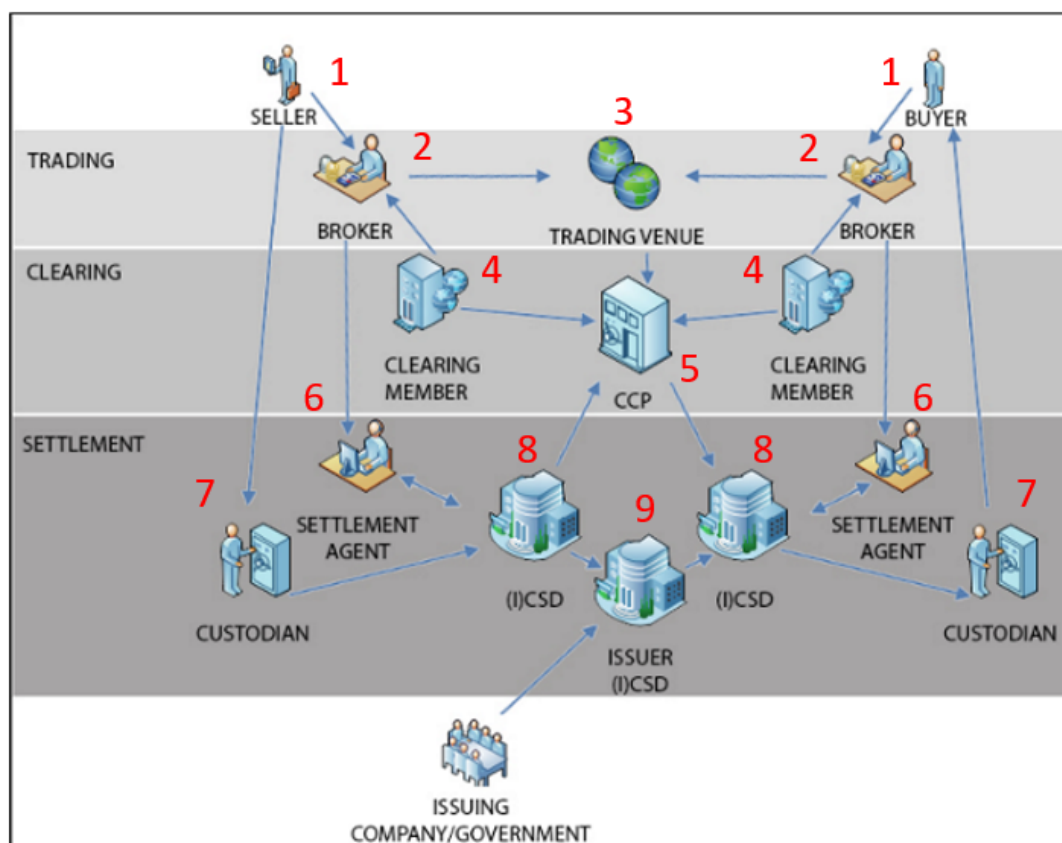 1
1
SELLER
3
BUYER
TRADING
2
2
BROKER
TRADING VENUE
BROKER
CLEARING
4
4
CLEARING
MEMBER
5
CLEARING
MEMBER
CCP
6
6
SETTLEMENT
8
8
7
9
7
SETTLEMENT
AGENT
SETTLEMENT
AGENT
(I)CSD
(I)CSD
CUSTODIAN
CUSTODIAN
ISSUER
(I)CSD
ISSUING
COMPANY/GOVERNMENT